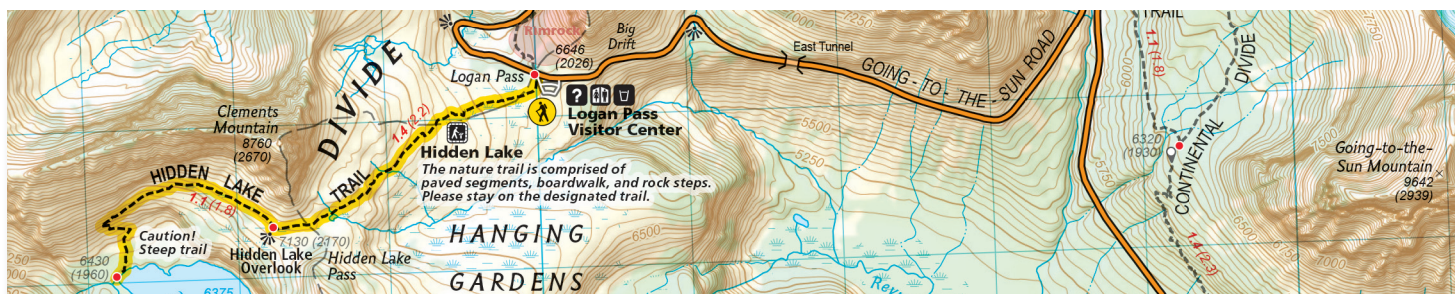 Rimrock
6646
(2026)
Logan Pass
Big
Drift
7000
7250
East Tunnel
GOING - TO - THE - SUN ROAD
TRAIL
1.1 (1.8)
6000
7750
DIVIDE
CONTINENTAL
6320
(1930)
5750
7500
7250
7000
1.4 (2.3)
Going-to-the-
Sun Mountain
9642
(2939)
DIVIDE
Clements
Mountain
8760
(2670)
1.4 (2.2)
?
Logan Pass
Visitor Center
Hidden Lake
The nature trail is comprised of
paved segments, boardwalk, and rock steps.
Please stay on the designated trail.
5500
5250
6500
HIDDEN LAKE TRAIL
1.1 (1.8)
Caution!
Steep trail
6430
(1960)
6375
7130 (2170)
Hidden Lake
Overlook
Hidden Lake
Pass
HANGING
GARDENS